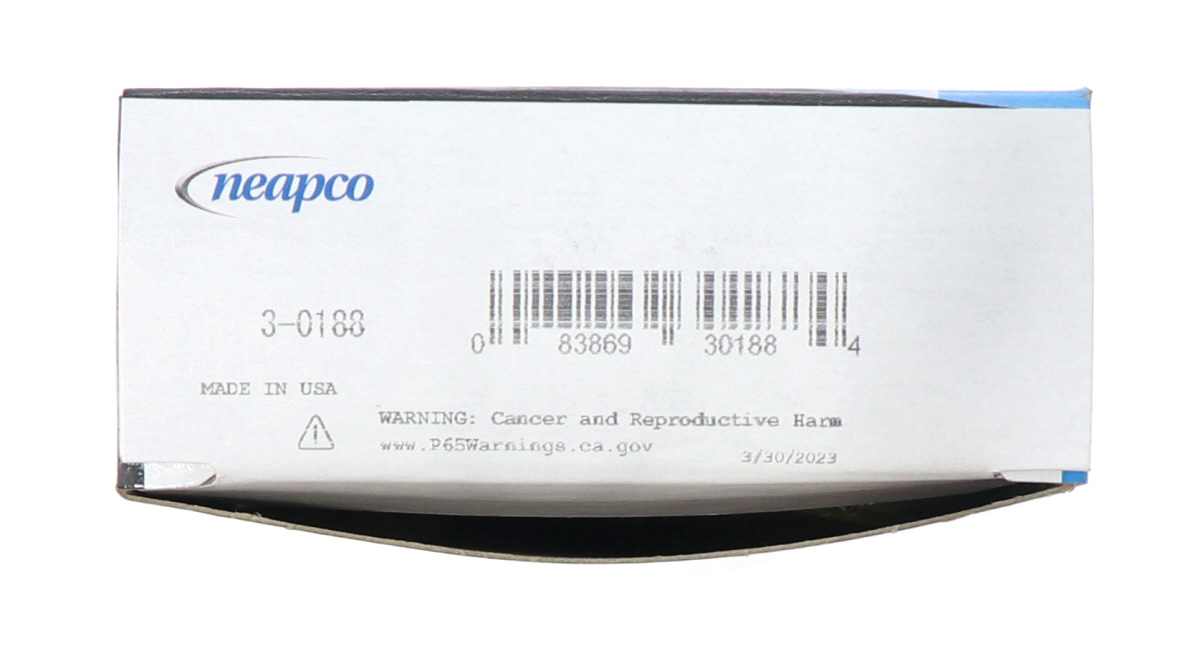 neapco
3-0188
0 83869 30188 4
MADE IN USA
WARNING: Cancer and Reproductive Harm
www.P65Warnings.ca.gov
3/30/2023